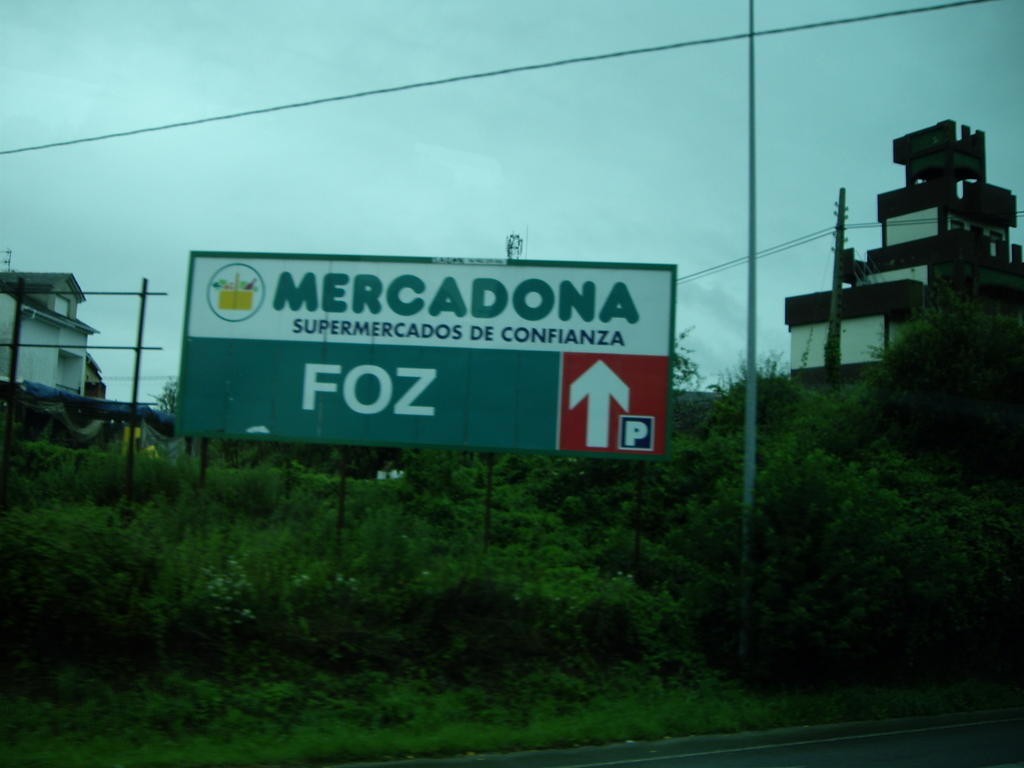 MERCADONA
SUPERMERCADOS DE CONFIANZA
FOZ
P